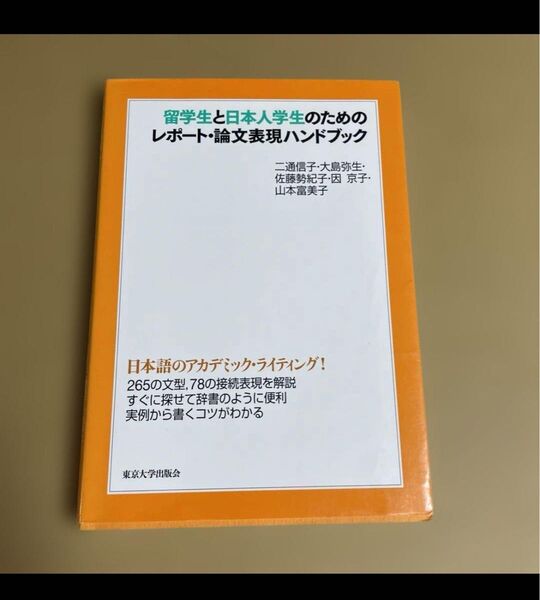 留学生と日本人学生のための
レポート・論文表現ハンドブック
二通信子・大島弥生・
佐藤勢紀子・因 京子・
山本富美子
日本語のアカデミック・ライティング!
265の文型,78の接続表現を解説
すぐに探せて辞書のように便利
実例から書くコツがわかる
東京大学出版会